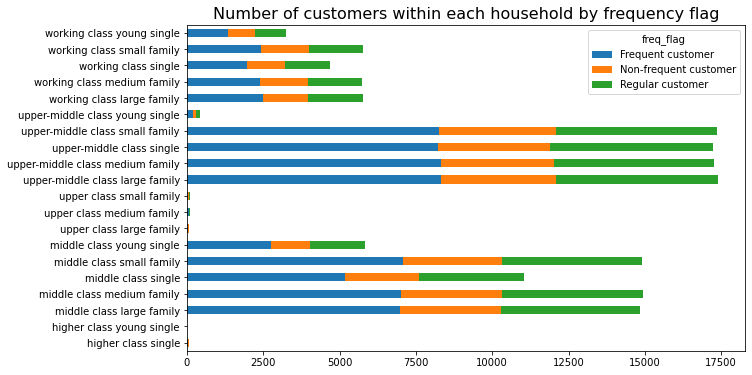 Number of customers within each household by frequency flag
freq_flag
Frequent customer
Non-frequent customer
Regular customer
working class young single
working class small family
working class single
working class medium family
working class large family
upper-middle class young single
upper-middle class small family
upper-middle class single
upper-middle class medium family
upper-middle class large family
upper class small family
upper class medium family
upper class large family
middle class young single
middle class small family
middle class single
middle class medium family
middle class large family
higher class young single
higher class single
0 2500 5000 7500 10000 12500 15000 17500